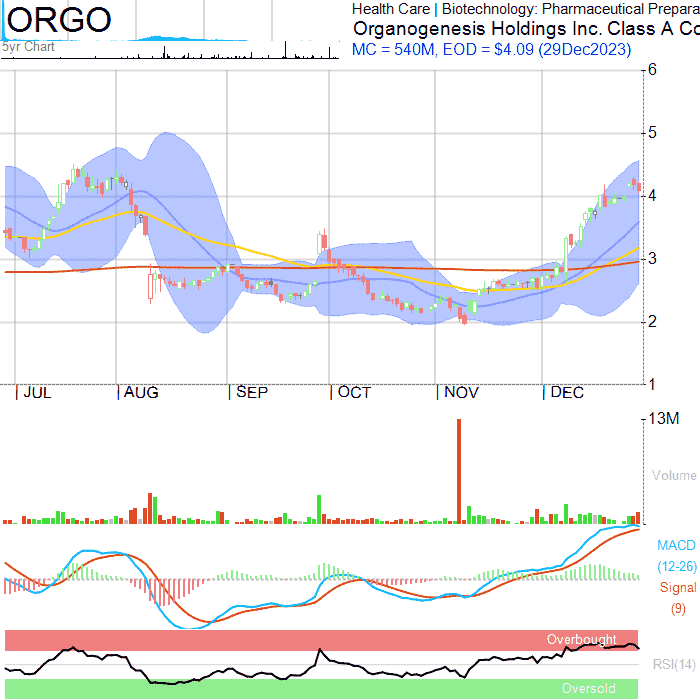 ORGO
5yr Chart
Health Care | Biotechnology: Pharmaceutical Prepara
Organogenesis Holdings Inc. Class A Co
MC = 540M, EOD = $4.09 (29Dec2023)
6
5
4
3
2
1
JUL AUG SEP OCT NOV DEC
13M
Volume
MACD
(12-26)
Signal
(9)
Overbought
RSI(14)
Oversold